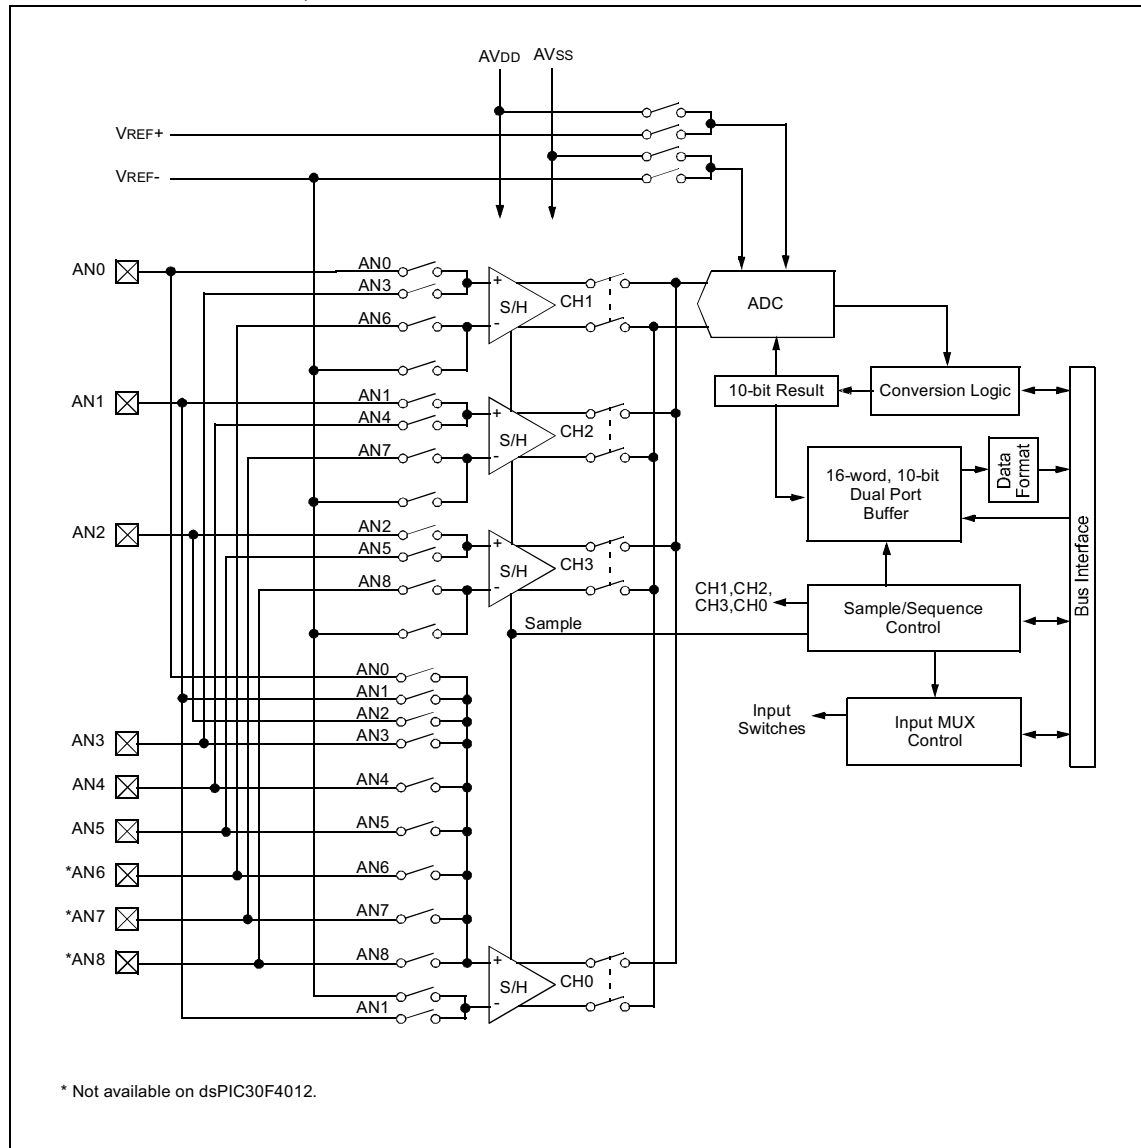 AVDD AVSS
VREF+
VREF-
AN0
AN0
AN3
AN6
+
-
S/H
CH1
ADC
AN1
AN1
AN4
AN7
+
-
S/H
CH2
10-bit Result
Conversion Logic
16-word, 10-bit
Dual Port
Buffer
Data
Format
Bus Interface
AN2
AN2
AN5
AN8
+
-
S/H
CH3
CH1,CH2,
CH3,CH0
Sample/Sequence
Control
Sample
AN0
AN1
AN2
AN3
AN3
Input
Switches
Input MUX
Control
AN4
AN4
AN5
AN5
*AN6
AN6
*AN7
AN7
*AN8
AN8
+
-
S/H
CH0
AN1
* Not available on dsPIC30F4012.